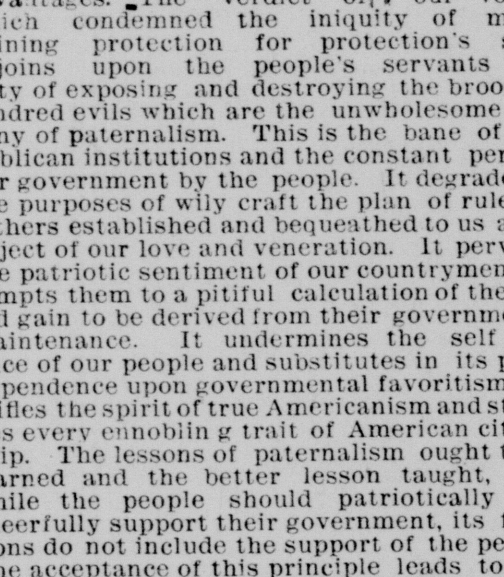 The verdict our
ich condemned the iniquity of m
ining protection for protection's s
joins upon the people's servants
ty of exposing and destroying the broo
ndred evils which are the unwholesome
ny of paternalism. This is the bane of
blican institutions and the constant per
r government by the people. It degrade
e purposes of wily craft the plan of rule
thers established and bequeathed to us a
ject of our love and veneration. It perv
e patriotic sentiment of our countrymen
mpts them to a pitiful calculation of the
d gain to be derived from their governme
aintenance. It undermines the self
ce of our people and substitutes in its p
pendence upon governmental favoritism
ifles the spirit of true Americanism and st
s every ennoblin g trait of American cit
ip. The lessons of paternalism ought t
arned and the better lesson taught,
hile the people should patriotically
eerfully support their government, its f
ons do not include the support of the pe
he acceptance of this principle leads to